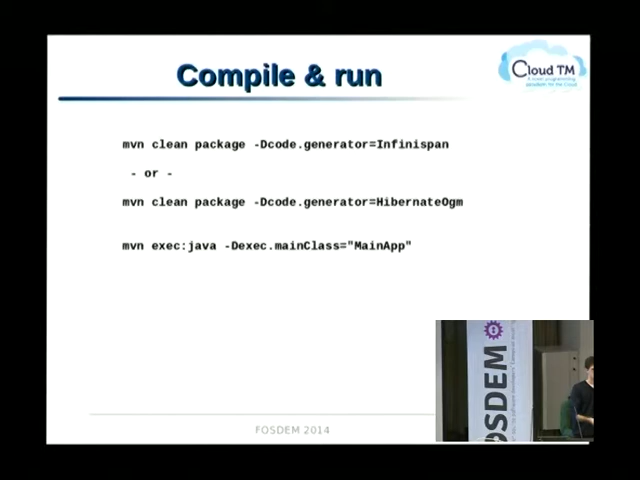 Compile & run
Cloud TM
mvn clean package -Dcode.generator=Infinispan
- or -
mvn clean package -Dcode.generator=HibernateOgm
mvn exec:java -Dexec.mainClass="MainApp"
FOSDEM 2014
OSDEM